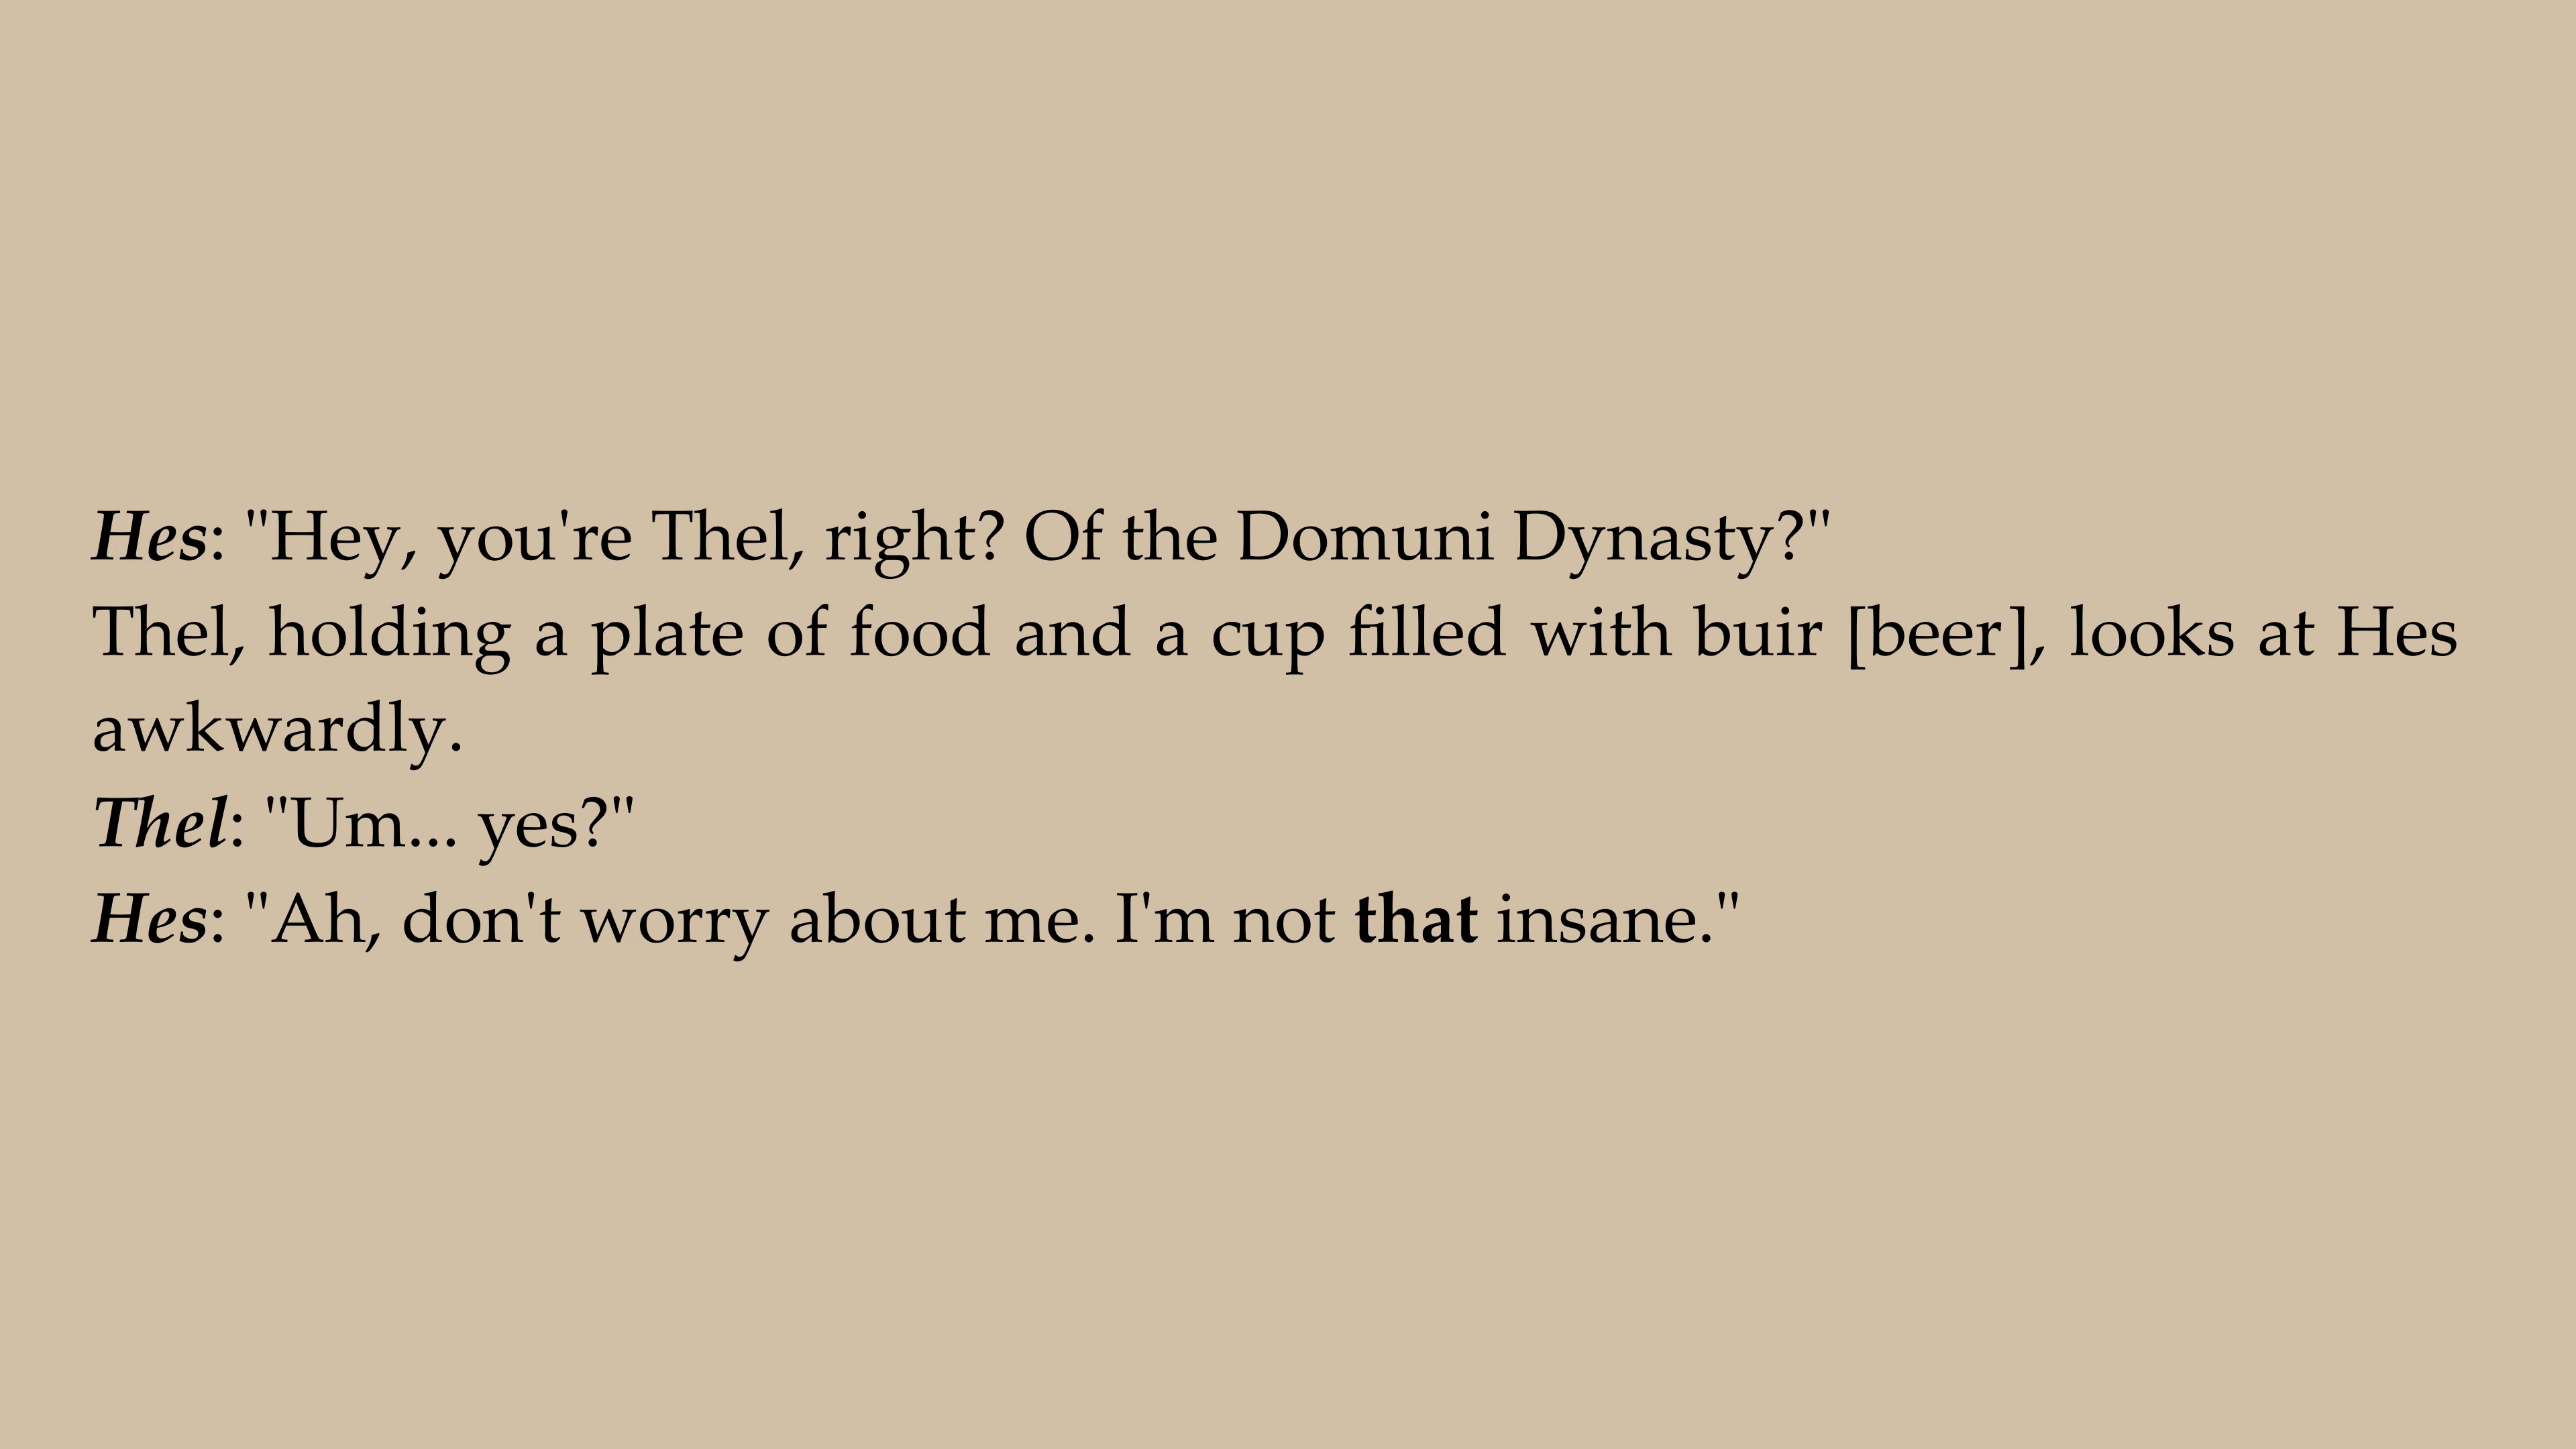 Hes: "Hey, you're Thel, right? Of the Domuni Dynasty?"
Thel, holding a plate of food and a cup filled with buir [beer], looks at Hes
awkwardly.
Thel: "Um... yes?"
Hes: "Ah, don't worry about me. I'm not that insane."